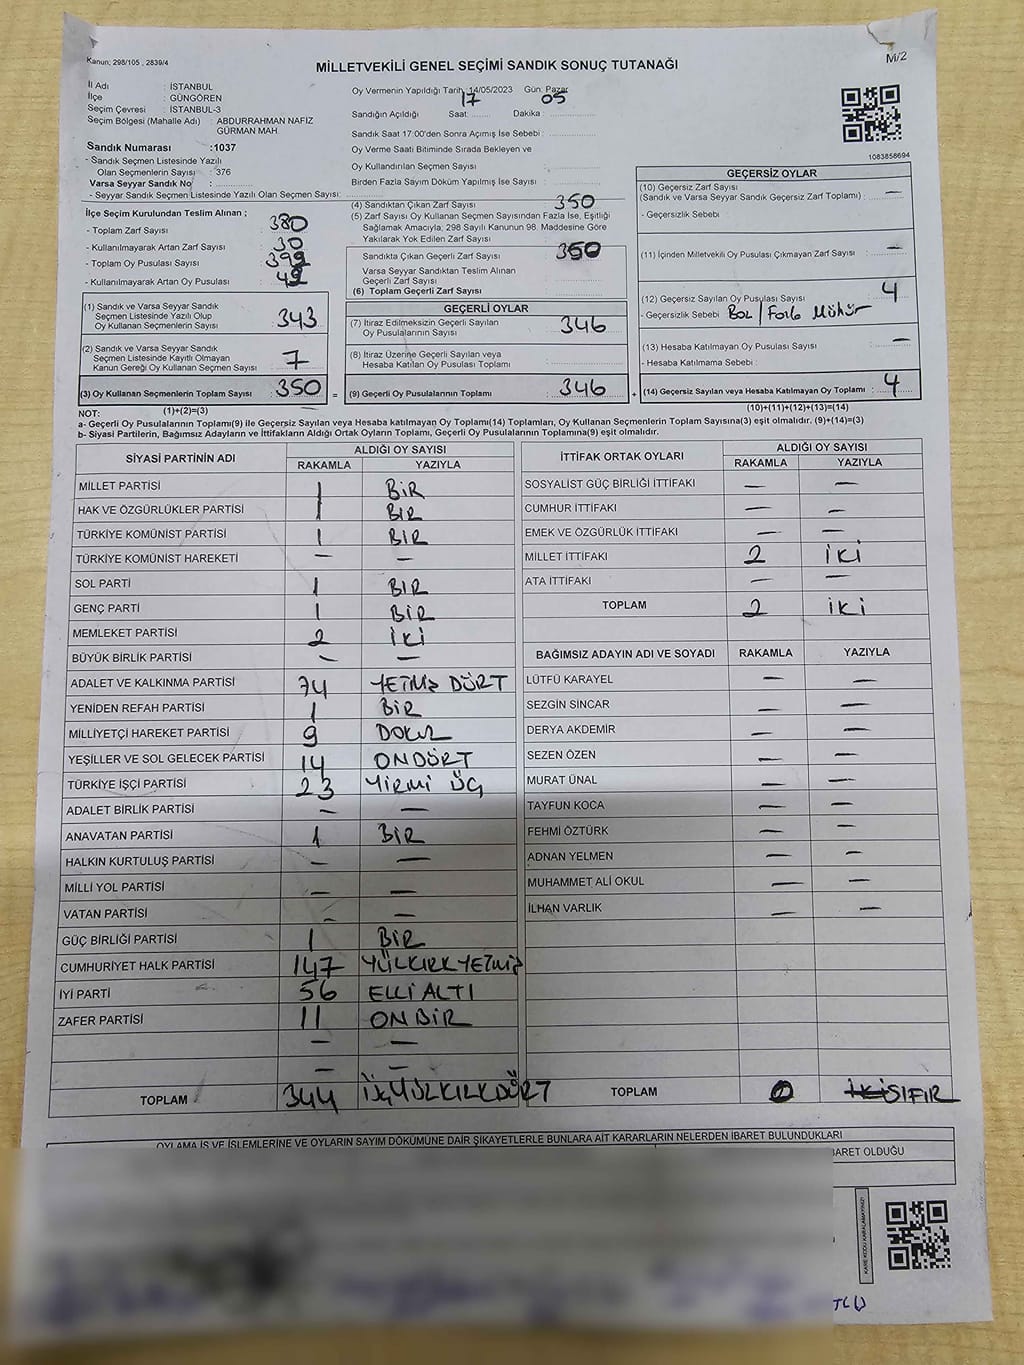 Kanun; 298/105 , 2839/4
M/2
MİLLETVEKİLİ GENEL SEÇİMİ SANDIK SONUÇ TUTANAĞI
İl Adı : İSTANBUL
İlçe : GÜNGÖREN
Seçim Çevresi : İSTANBUL-3
Seçim Bölgesi (Mahalle Adı) : ABDURRAHMAN NAFIZ
GÜRMAN MAH.
Sandık Numarası :1037
- Sandık Seçmen Listesinde Yazılı
Olan Seçmenlerin Sayısı : 376
Varsa Seyyar Sandık No :
- Seyyar Sandık Seçmen Listesinde Yazılı Olan Seçmen Sayısı:
Oy Vermenin Yapıldığı Tarih: 14/05/2023 Gün: Pazar
Sandığın Açıldığı Saat: 17 Dakika : 05
Sandık Saat 17:00'den Sonra Açımış İse Sebebi :
Oy Verme Saati Bitiminde Sırada Bekleyen ve
Oy Kullandırılan Seçmen Sayısı :
Birden Fazla Sayım Döküm Yapılmış İse Sayısı :
1083858694
İlçe Seçim Kurulundan Teslim Alınan ;
- Toplam Zarf Sayısı : 380
- Kullanılmayarak Artan Zarf Sayısı : 30
- Toplam Oy Pusulası Sayısı : 399
- Kullanılmayarak Artan Oy Pusulası : 49
(1) Sandık ve Varsa Seyyar Sandık
Seçmen Listesinde Yazılı Olup
Oy Kullanan Seçmenlerin Sayısı : 343
(2) Sandık ve Varsa Seyyar Sandık
Seçmen Listesinde Kayıtlı Olmayan
Kanun Gereği Oy Kullanan Seçmen Sayısı : 7
(3) Oy Kullanan Seçmenlerin Toplam Sayısı : 350
(1)+(2)=(3)
(4) Sandıktan Çıkan Zarf Sayısı : 350
(5) Zarf Sayısı Oy Kullanan Seçmen Sayısından Fazla İse, Eşitliği
Sağlamak Amacıyla; 298 Sayılı Kanunun 98. Maddesine Göre
Yakılarak Yok Edilen Zarf Sayısı :
Sandıkta Çıkan Geçerli Zarf Sayısı : 350
Varsa Seyyar Sandıktan Teslim Alınan
Geçerli Zarf Sayısı :
(6) Toplam Geçerli Zarf Sayısı :
GEÇERLİ OYLAR
(7) İtiraz Edilmeksizin Geçerli Sayılan
Oy Pusulalarının Sayısı : 346
(8) İtiraz Üzerine Geçerli Sayılan veya
Hesaba Katılan Oy Pusulası Toplamı :
= (9) Geçerli Oy Pusulalarının Toplamı : 346 +
GEÇERSİZ OYLAR
(10) Geçersiz Zarf Sayısı
(Sandık ve Varsa Seyyar Sandık Geçersiz Zarf Toplamı) : —
- Geçersizlik Sebebi
(11) İçinden Milletvekili Oy Pusulası Çıkmayan Zarf Sayısı : —
(12) Geçersiz Sayılan Oy Pusulası Sayısı : 4
- Geçersizlik Sebebi Boş / Fazla Mühür
(13) Hesaba Katılmayan Oy Pusulası Sayısı : —
- Hesaba Katılmama Sebebi :
(14) Geçersiz Sayılan veya Hesaba Katılmayan Oy Toplamı : 4
(10)+(11)+(12)+(13)=(14)
NOT:
a- Geçerli Oy Pusulalarının Toplamı(9) ile Geçersiz Sayılan veya Hesaba katılmayan Oy Toplamı(14) Toplamları, Oy Kullanan Seçmenlerin Toplam Sayısına(3) eşit olmalıdır. (9)+(14)=(3)
b- Siyasi Partilerin, Bağımsız Adayların ve İttifakların Aldığı Ortak Oyların Toplamı, Geçerli Oy Pusulalarının Toplamına(9) eşit olmalıdır.
SİYASİ PARTİNİN ADI ALDIĞI OY SAYISI
RAKAMLA YAZIYLA
MİLLET PARTİSİ 1 BİR
HAK VE ÖZGÜRLÜKLER PARTİSİ 1 BIR
TÜRKİYE KOMÜNİST PARTİSİ 1 BIR
TÜRKİYE KOMÜNİST HAREKETİ — —
SOL PARTİ 1 BIR
GENÇ PARTİ 1 BİR
MEMLEKET PARTİSİ 2 İKİ
BÜYÜK BİRLİK PARTİSİ — —
ADALET VE KALKINMA PARTİSİ 74 YETMİŞ DÖRT
YENİDEN REFAH PARTİSİ 1 BİR
MİLLİYETÇİ HAREKET PARTİSİ 9 DOKUZ
YEŞİLLER VE SOL GELECEK PARTİSİ 14 ONDÖRT
TÜRKİYE İŞÇİ PARTİSİ 23 YİRMİ ÜÇ
ADALET BİRLİK PARTİSİ — —
ANAVATAN PARTİSİ 1 BİR
HALKIN KURTULUŞ PARTİSİ — —
MİLLİ YOL PARTİSİ — —
VATAN PARTİSİ — —
GÜÇ BİRLİĞİ PARTİSİ 1 BİR
CUMHURİYET HALK PARTİSİ 147 YÜZKIRKYETMİŞ
İYİ PARTİ 56 ELLİ ALTI
ZAFER PARTİSİ 11 ONBİR
— —
— —
TOPLAM 344 ÜÇYÜZKIRKDÖRT
İTTİFAK ORTAK OYLARI ALDIĞI OY SAYISI
RAKAMLA YAZIYLA
SOSYALİST GÜÇ BİRLİĞİ İTTİFAKI — —
CUMHUR İTTİFAKI — —
EMEK VE ÖZGÜRLÜK İTTİFAKI — —
MİLLET İTTİFAKI 2 İKİ
ATA İTTİFAKI — —
TOPLAM 2 İKİ
BAĞIMSIZ ADAYIN ADI VE SOYADI RAKAMLA YAZIYLA
LÜTFÜ KARAYEL — —
SEZGİN SİNCAR — —
DERYA AKDEMİR — —
SEZEN ÖZEN — —
MURAT ÜNAL — —
TAYFUN KOCA — —
FEHMİ ÖZTÜRK — —
ADNAN YELMEN — —
MUHAMMET ALİ OKUL — —
İLHAN VARLIK — —
TOPLAM 0 İKİ SIFIR
OYLAMA İŞ VE İŞLEMLERİNE VE OYLARIN SAYIM DÖKÜMÜNE DAİR ŞİKAYETLERLE BUNLARA AİT KARARLARIN NELERDEN İBARET BULUNDUKLARI
BARET OLDUĞU
KARE KODU KARALAMAYINIZ!